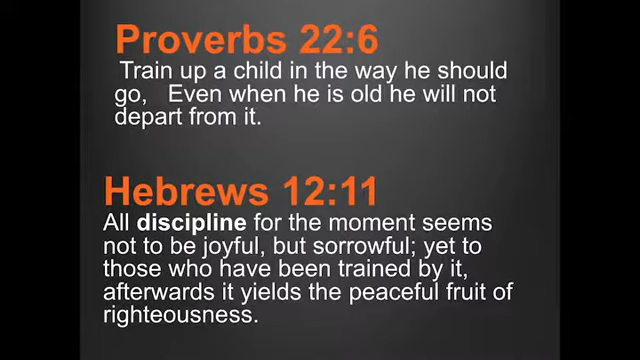 Proverbs 22:6
Train up a child in the way he should
go,   Even when he is old he will not
depart from it.
Hebrews 12:11
All discipline for the moment seems
not to be joyful, but sorrowful; yet to
those who have been trained by it,
afterwards it yields the peaceful fruit of
righteousness.